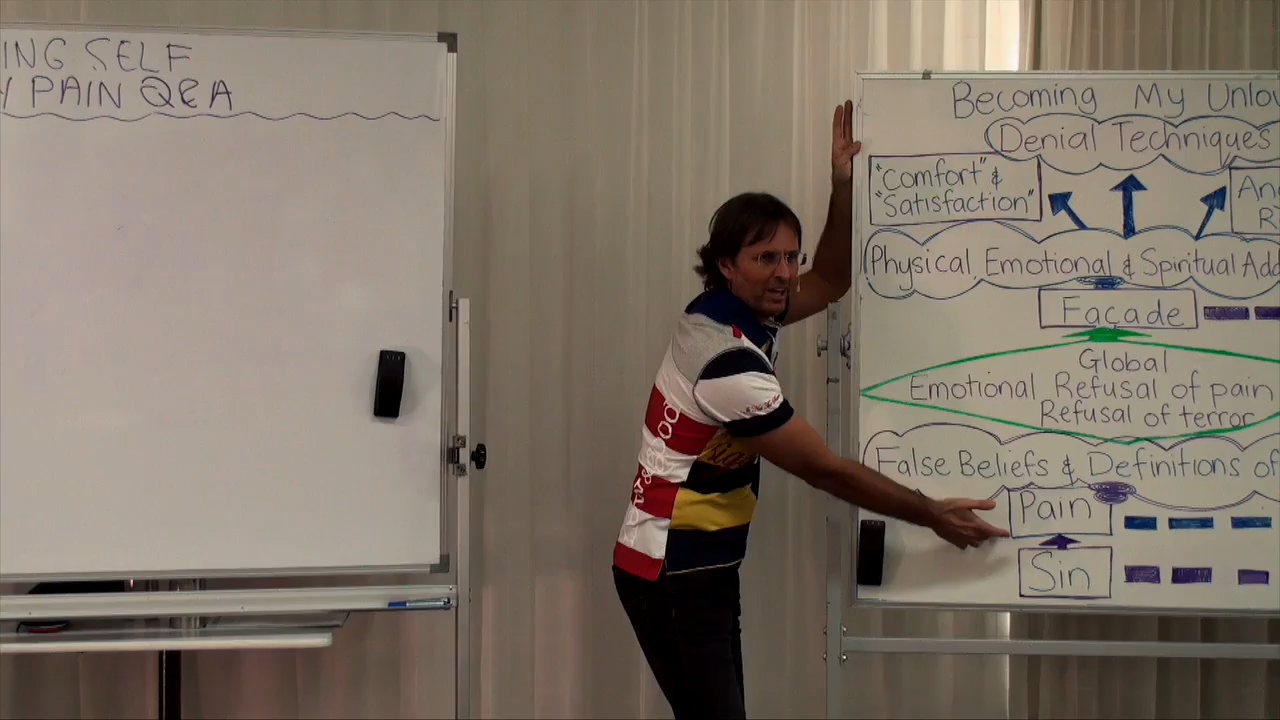 ING SELF
PAIN Q&A
Becoming My Unlov
Denial Techniques
"Comfort" &
"Satisfaction"
An
R
Physical, Emotional & Spiritual Add
Façade
Global
Emotional Refusal of pain
Refusal of terror
False Beliefs & Definitions of
Pain
Sin